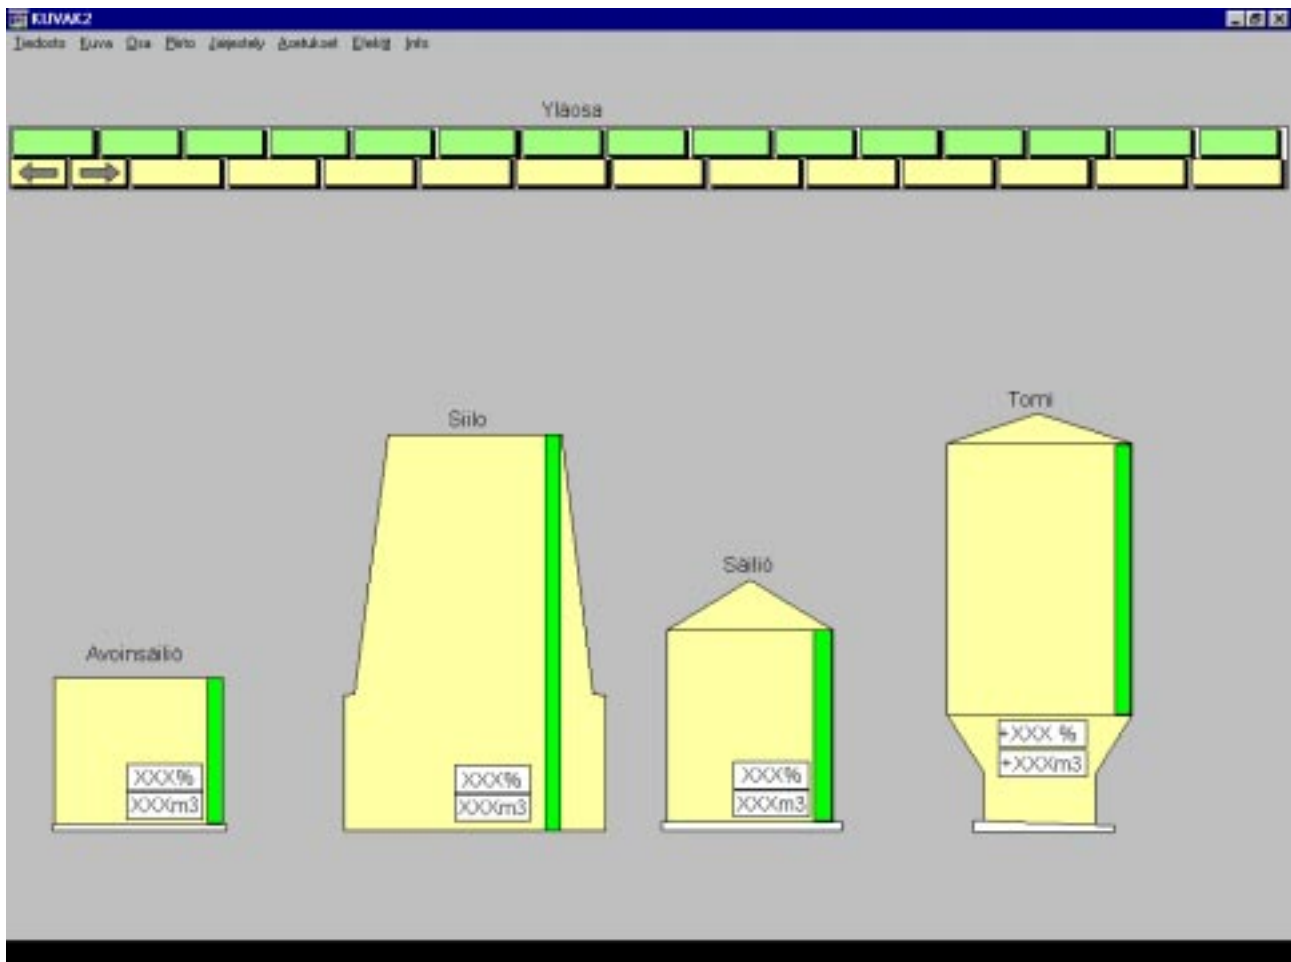 KUVAK2
Tiedosto Kuva Osa Piirto Järjestely Asetukset Efektit Info
Yläosa
Torni
Siilo
Säiliö
Avoinsäiliö
+XXX %
+XXXm3
XXX%
XXXm3
XXX%
XXXm3
XXX%
XXXm3